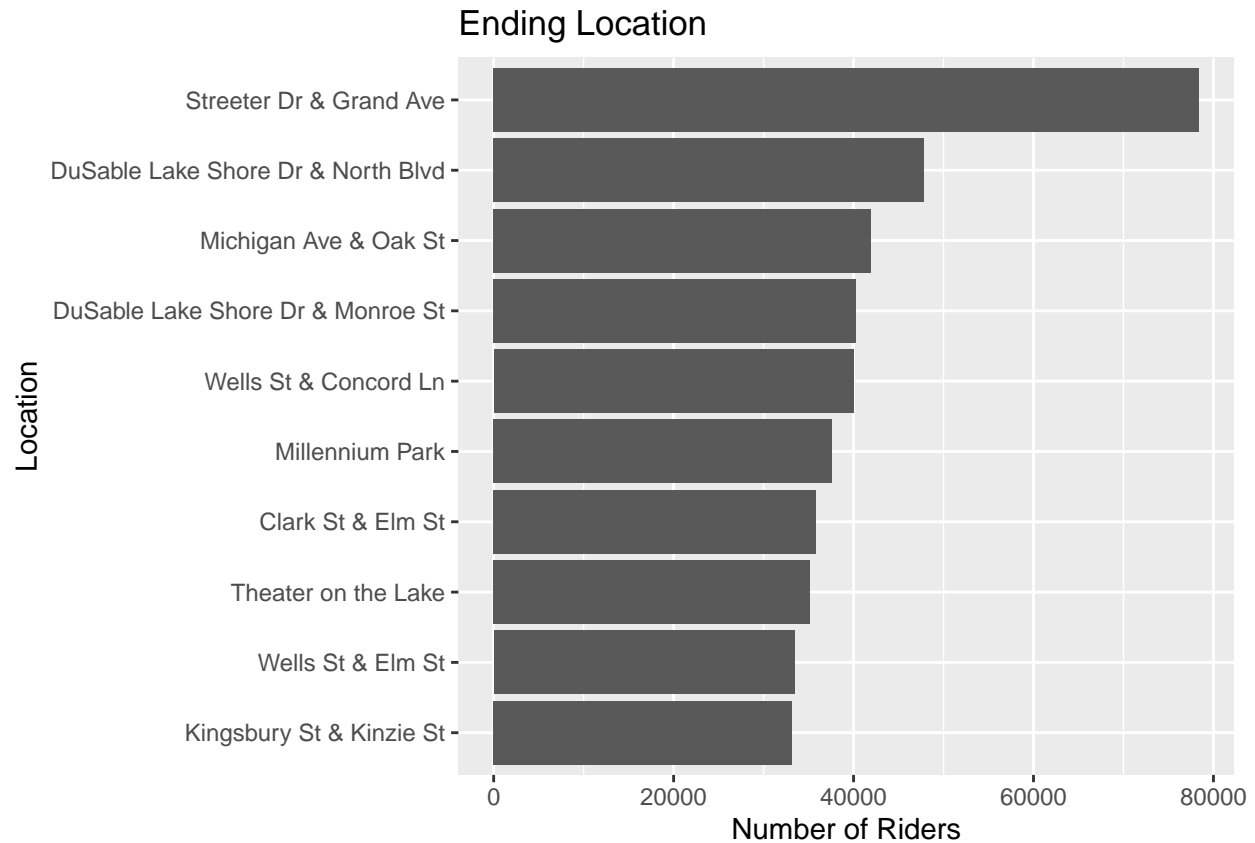 Ending Location
Location
Streeter Dr & Grand Ave
DuSable Lake Shore Dr & North Blvd
Michigan Ave & Oak St
DuSable Lake Shore Dr & Monroe St
Wells St & Concord Ln
Millennium Park
Clark St & Elm St
Theater on the Lake
Wells St & Elm St
Kingsbury St & Kinzie St
0 20000 40000 60000 80000
Number of Riders